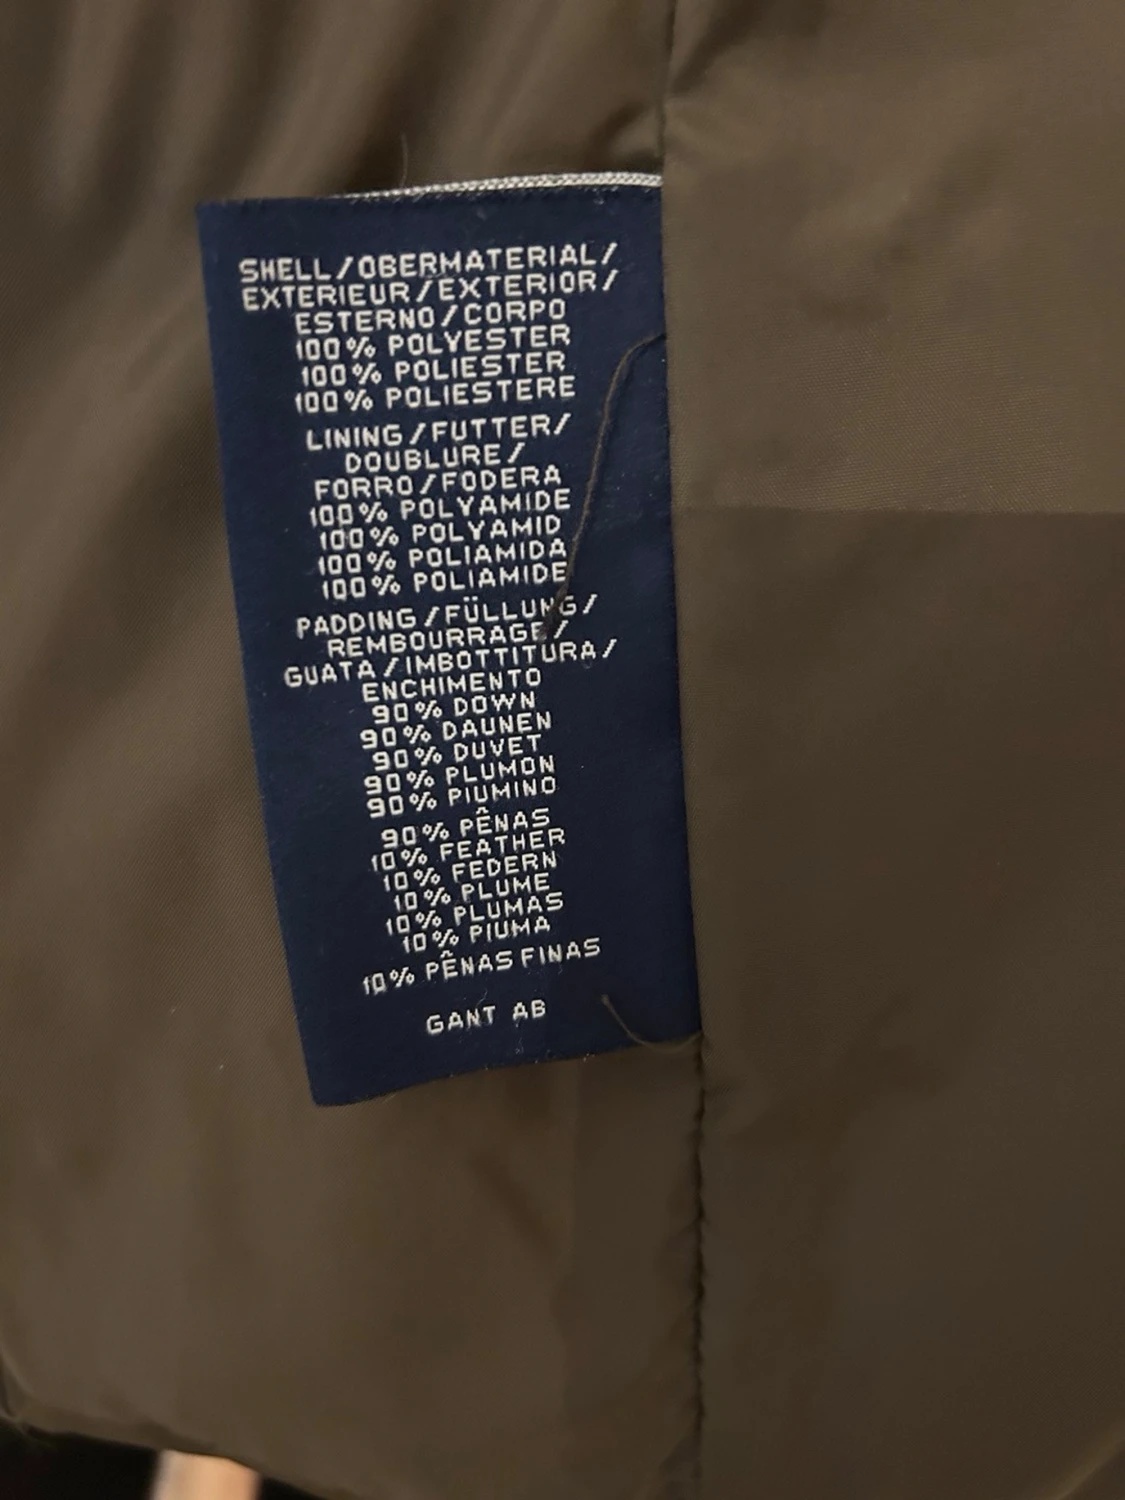 SHELL/OBERMATERIAL/
EXTERIEUR/EXTERIOR/
ESTERNO/CORPO
100% POLYESTER
100% POLIESTER
100% POLIESTERE
LINING/FUTTER/
DOUBLURE/
FORRO/FODERA
100% POLYAMIDE
100% POLYAMID
100% POLIAMIDA
100% POLIAMIDE
PADDING/FÜLLUNG/
REMBOURRAGE/
GUATA/IMBOTTITURA/
ENCHIMENTO
90% DOWN
90% DAUNEN
90% DUVET
90% PLUMON
90% PIUMINO
90% PÊNAS
10% FEATHER
10% FEDERN
10% PLUME
10% PLUMAS
10% PIUMA
10% PÊNAS FINAS
GANT AB